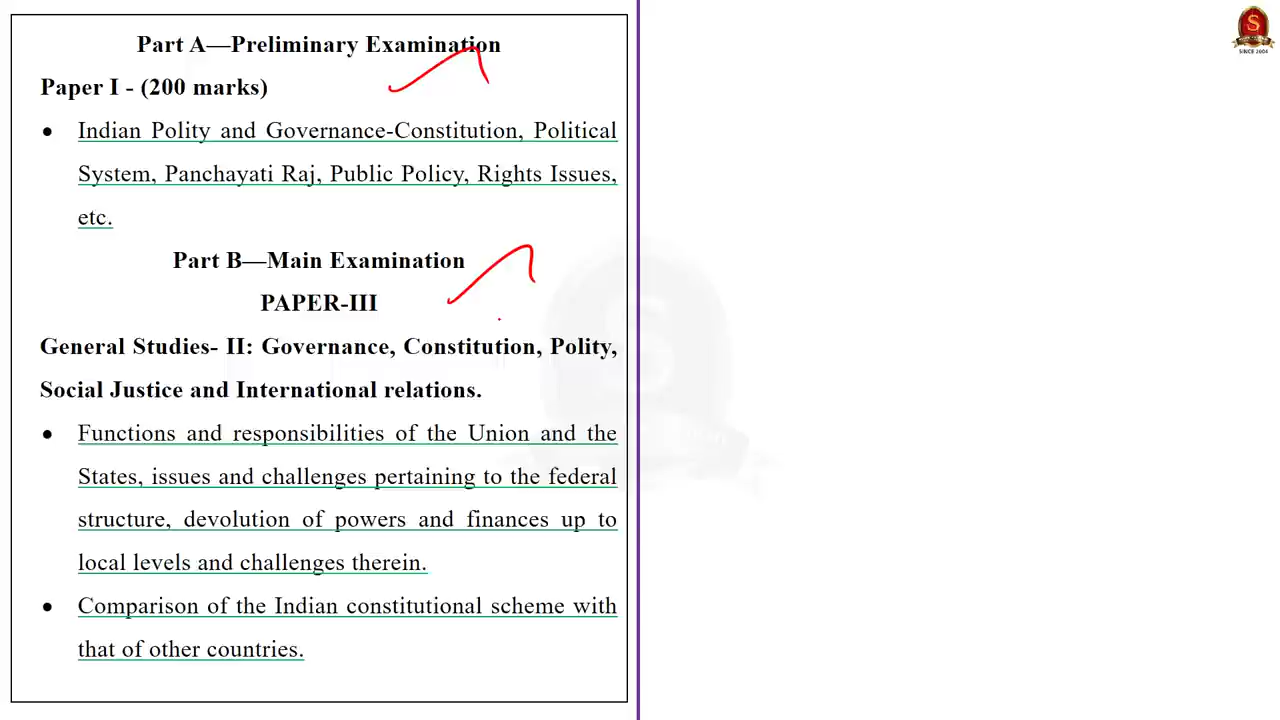 Part A—Preliminary Examination
Paper I - (200 marks)
● Indian Polity and Governance-Constitution, Political
System, Panchayati Raj, Public Policy, Rights Issues,
etc.
Part B—Main Examination
PAPER-III
General Studies- II: Governance, Constitution, Polity,
Social Justice and International relations.
● Functions and responsibilities of the Union and the
States, issues and challenges pertaining to the federal
structure, devolution of powers and finances up to
local levels and challenges therein.
● Comparison of the Indian constitutional scheme with
that of other countries.
S
SINCE 2004